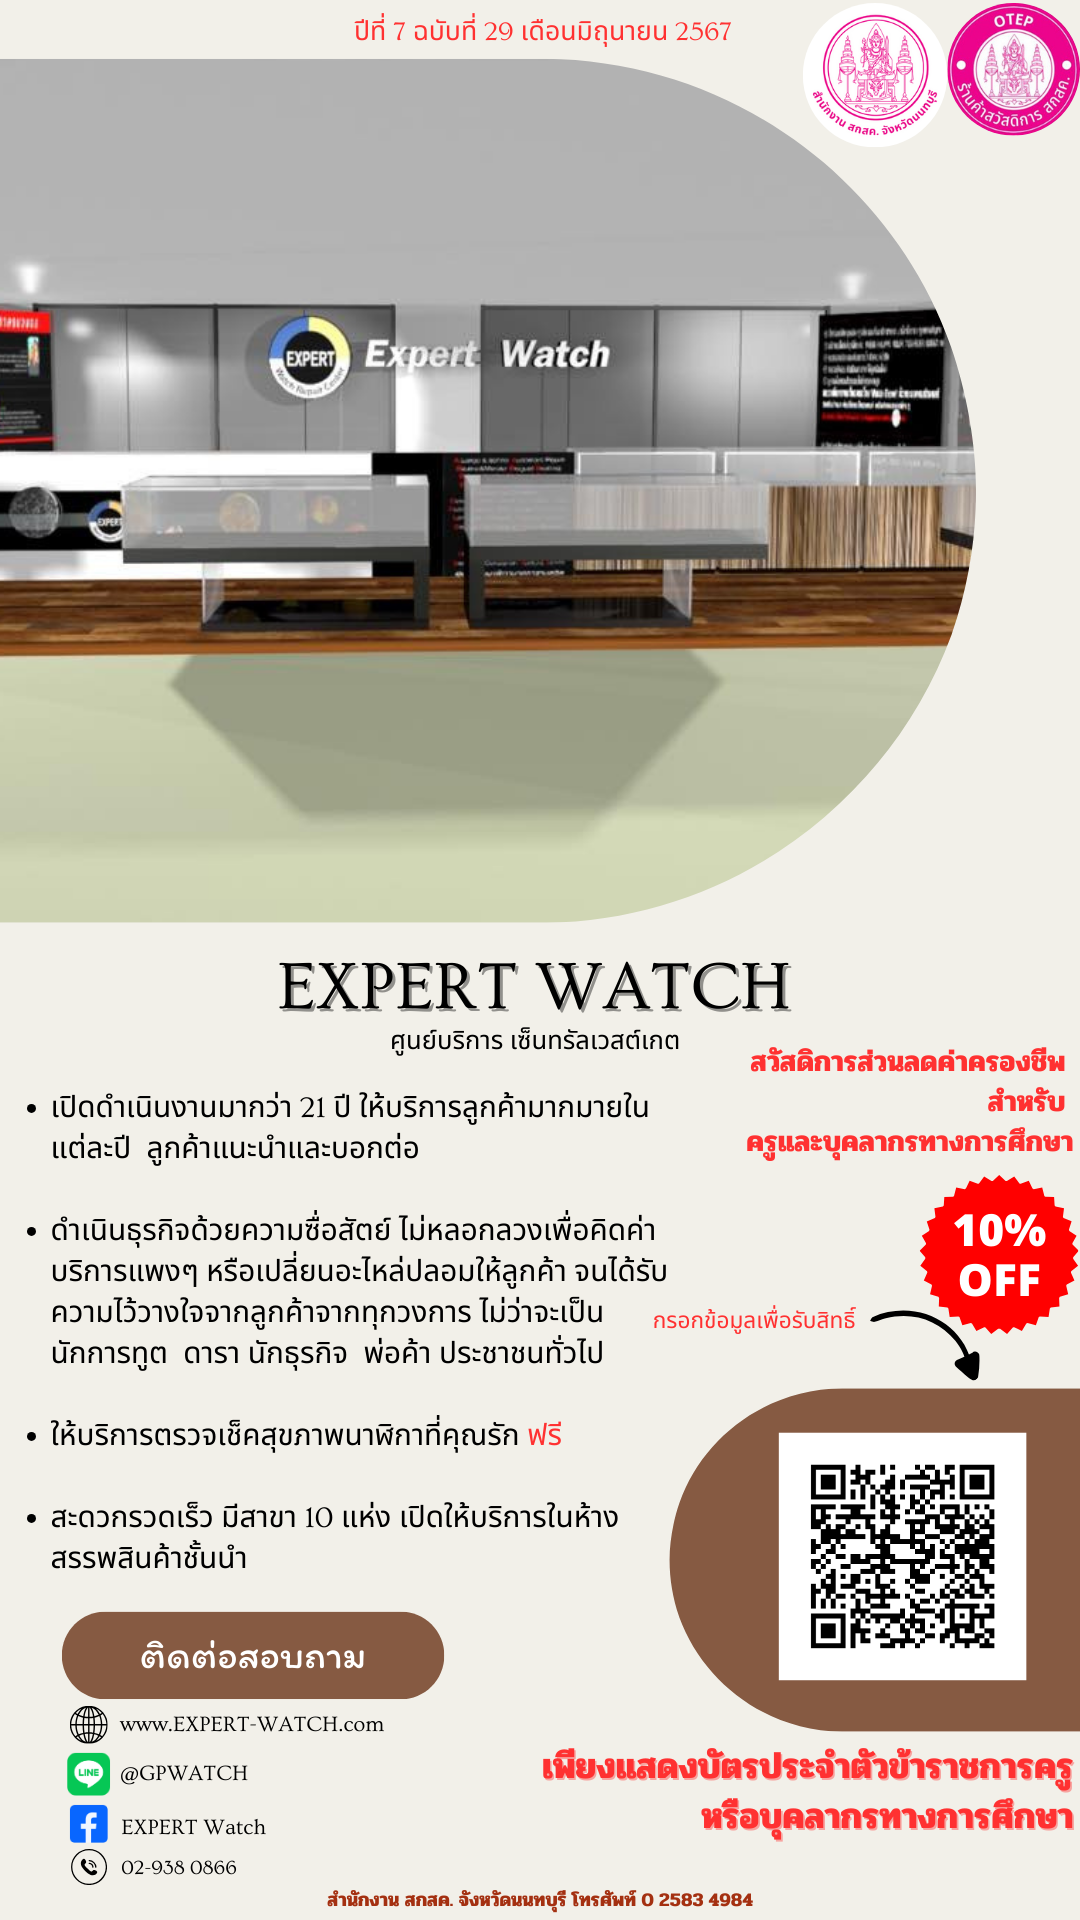 ปีที่ 7 ฉบับที่ 29 เดือนมิถุนายน 2567
สำนักงาน สกสค. จังหวัดนนทบุรี
OTEP
ร้านค้าสวัสดิการ สกสค.
EXPERT
Watch Repair Center
Expert Watch
EXPERT
EXPERT WATCH
ศูนย์บริการ เซ็นทรัลเวสต์เกต
สวัสดิการส่วนลดค่าครองชีพ
สำหรับ
ครูและบุคลากรทางการศึกษา
• เปิดดำเนินงานมากว่า 21 ปี ให้บริการลูกค้ามากมายใน
แต่ละปี ลูกค้าแนะนำและบอกต่อ
• ดำเนินธุรกิจด้วยความซื่อสัตย์ ไม่หลอกลวงเพื่อคิดค่า
บริการแพงๆ หรือเปลี่ยนอะไหล่ปลอมให้ลูกค้า จนได้รับ
ความไว้วางใจจากลูกค้าจากทุกวงการ ไม่ว่าจะเป็น
นักการทูต ดารา นักธุรกิจ พ่อค้า ประชาชนทั่วไป
• ให้บริการตรวจเช็คสุขภาพนาฬิกาที่คุณรัก ฟรี
• สะดวกรวดเร็ว มีสาขา 10 แห่ง เปิดให้บริการในห้าง
สรรพสินค้าชั้นนำ
10%
OFF
กรอกข้อมูลเพื่อรับสิทธิ์
ติดต่อสอบถาม
www.EXPERT-WATCH.com
LINE
@GPWATCH
EXPERT Watch
02-938 0866
เพียงแสดงบัตรประจำตัวข้าราชการครู
หรือบุคลากรทางการศึกษา
สำนักงาน สกสค. จังหวัดนนทบุรี โทรศัพท์ 0 2583 4984